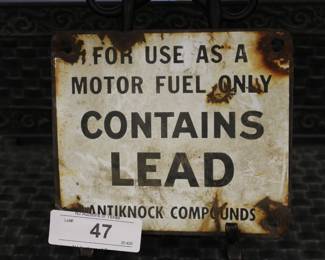 FOR USE AS A
MOTOR FUEL ONLY
CONTAINS
LEAD
ANTIKNOCK COMPOUNDS
47